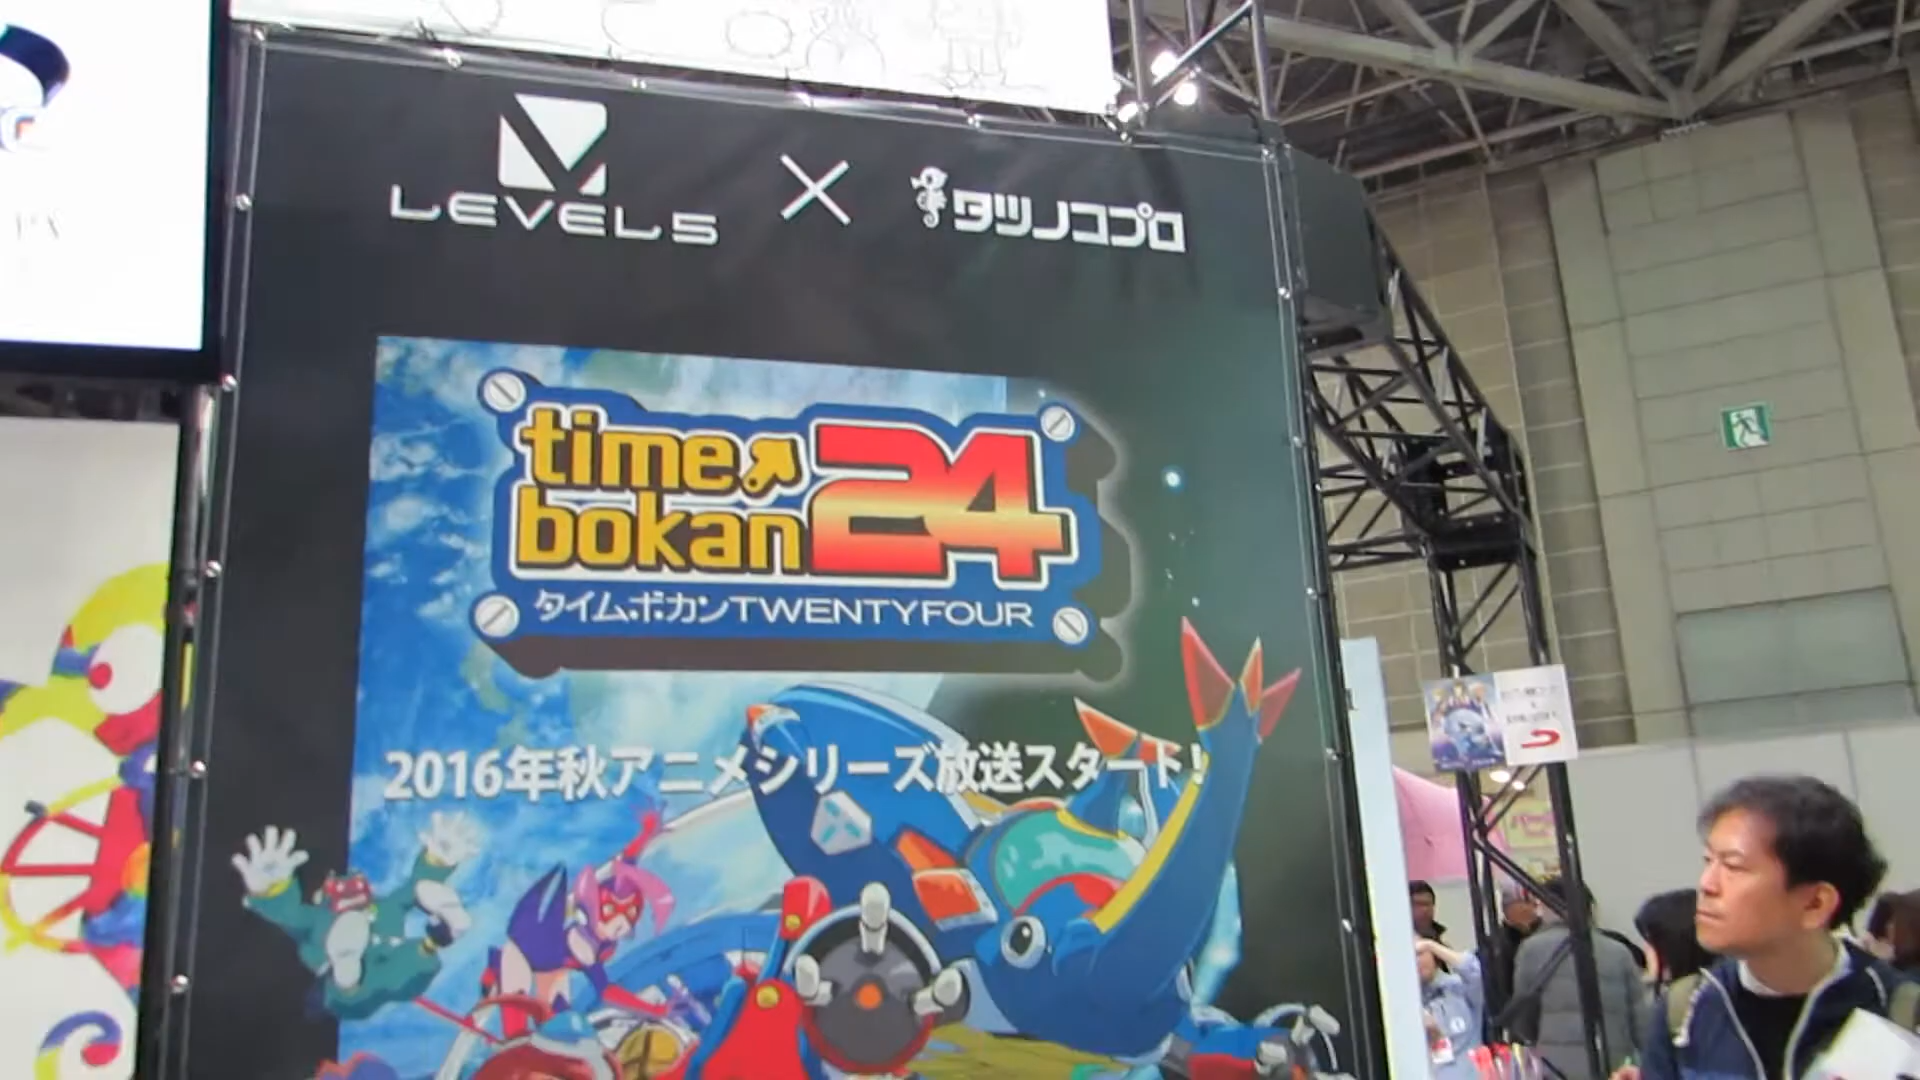 LEVEL5 × タツノコプロ
time
bokan 24
タイムボカンTWENTYFOUR
2016年秋アニメシリーズ放送スタート!